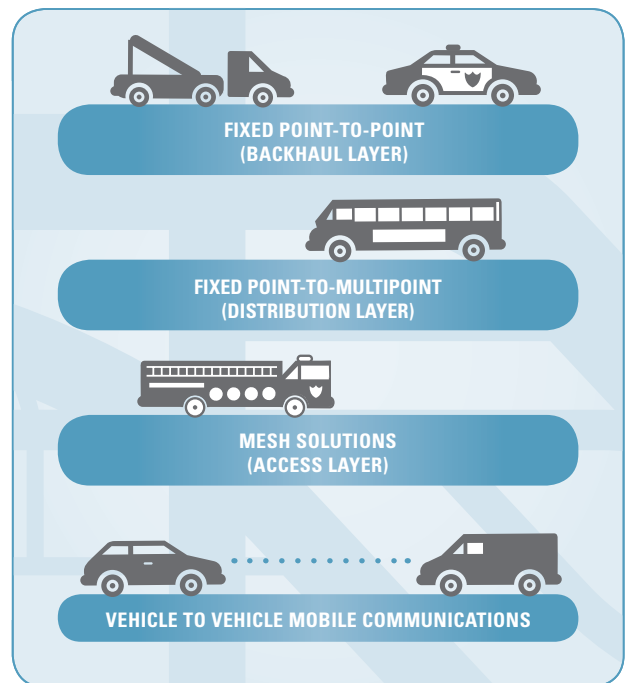 FIXED POINT-TO-POINT
(BACKHAUL LAYER)
FIXED POINT-TO-MULTIPOINT
(DISTRIBUTION LAYER)
MESH SOLUTIONS
(ACCESS LAYER)
VEHICLE TO VEHICLE MOBILE COMMUNICATIONS